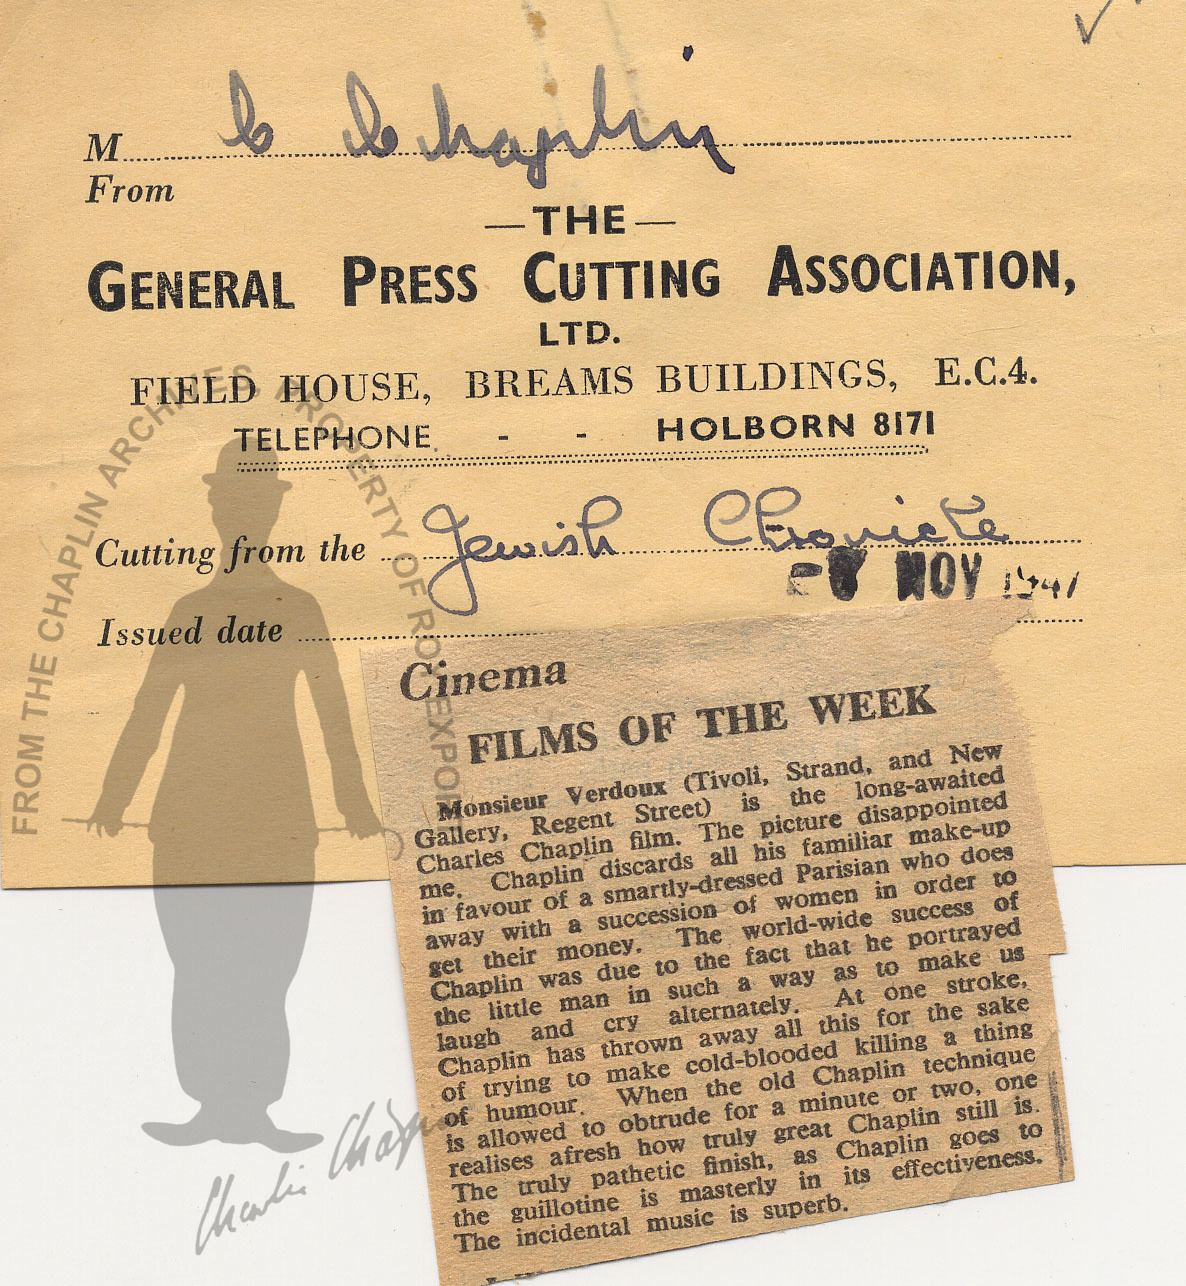 M C Chaplin
From
—THE—
GENERAL PRESS CUTTING ASSOCIATION,
LTD.
FIELD HOUSE, BREAMS BUILDINGS, E.C.4.
TELEPHONE. - - HOLBORN 8171
Cutting from the Jewish Chronicle
NOV 1947
Issued date
Cinema
FILMS OF THE WEEK
Monsieur Verdoux (Tivoli, Strand, and New
Gallery, Regent Street) is the long-awaited
Charles Chaplin film. The picture disappointed
me. Chaplin discards all his familiar make-up
in favour of a smartly-dressed Parisian who does
away with a succession of women in order to
get their money. The world-wide success of
Chaplin was due to the fact that he portrayed
the little man in such a way as to make us
laugh and cry alternately. At one stroke,
Chaplin has thrown away all this for the sake
of trying to make cold-blooded killing a thing
of humour. When the old Chaplin technique
is allowed to obtrude for a minute or two, one
realises afresh how truly great Chaplin still is.
The truly pathetic finish, as Chaplin goes to
the guillotine is masterly in its effectiveness.
The incidental music is superb.
FROM THE CHAPLIN ARCHIVES, PROPERTY OF ROY EXPORT
Charlie Chaplin